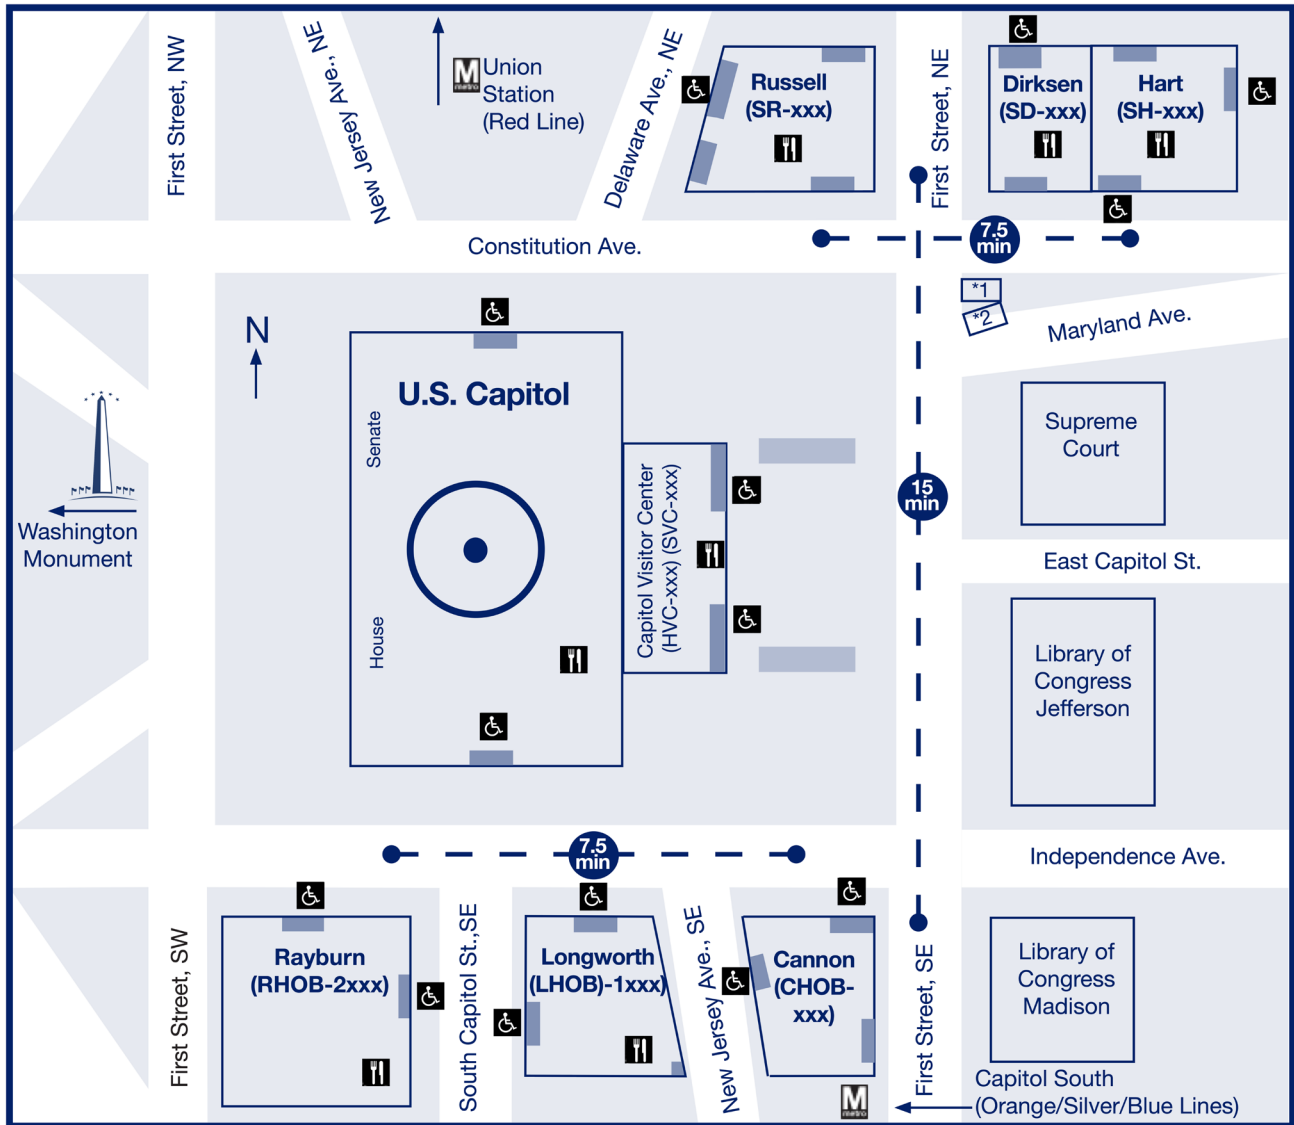 First Street, NW
New Jersey Ave., NE
M
metro
Union
Station
(Red Line)
Delaware Ave., NE
Russell
(SR-xxx)
First Street, NE
Dirksen
(SD-xxx)
Hart
(SH-xxx)
Constitution Ave.
7.5
min
*1
*2
Maryland Ave.
N
U.S. Capitol
Senate
House
Capitol Visitor Center
(HVC-xxx) (SVC-xxx)
15
min
Supreme
Court
Washington
Monument
East Capitol St.
Library of
Congress
Jefferson
7.5
min
Independence Ave.
First Street, SW
Rayburn
(RHOB-2xxx)
South Capitol St.,SE
Longworth
(LHOB)-1xxx)
New Jersey Ave., SE
Cannon
(CHOB-
xxx)
First Street, SE
Library of
Congress
Madison
M
metro
Capitol South
(Orange/Silver/Blue Lines)